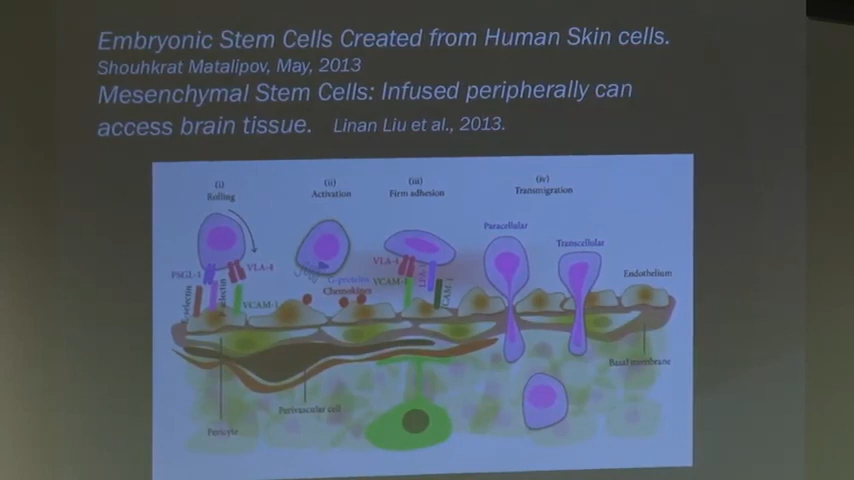 Embryonic Stem Cells Created from Human Skin cells.
Shouhkrat Matalipov, May, 2013
Mesenchymal Stem Cells: Infused peripherally can
access brain tissue. Linan Liu et al., 2013.
(i)
Rolling
(ii)
Activation
(iii)
Firm adhesion
(iv)
Transmigration
Paracellular
Transcellular
PSGL-1
VLA-4
VLA-4
Endothelium
G-protein
Chemokines
VCAM-1
VCAM-1
Basal membrane
Perivascular cell
Pericyte